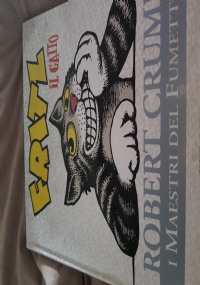 FRITZ
IL GATTO
ROBERT CRUMB
I MAESTRI DEL FUMETTO